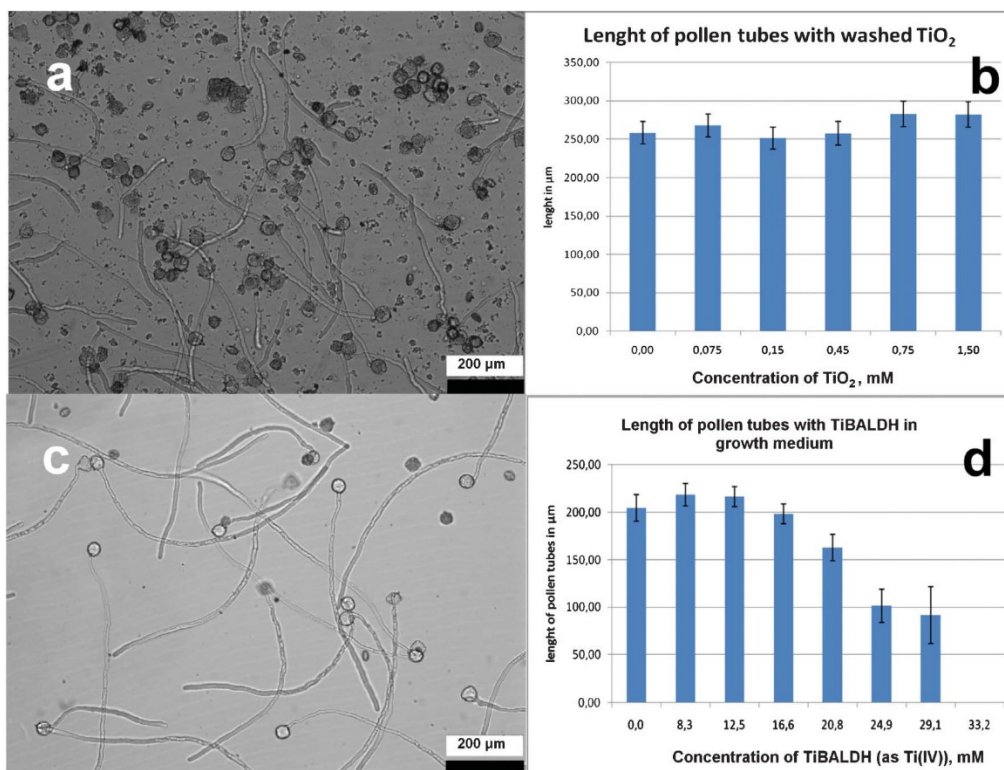 a
200 µm
Lenght of pollen tubes with washed TiO₂
b
350,00
300,00
250,00
200,00
150,00
100,00
50,00
0,00
lenght in µm
0,00 0,075 0,15 0,45 0,75 1,50
Concentration of TiO₂, mM
c
200 µm
Length of pollen tubes with TiBALDH in
growth medium
d
250,00
200,00
150,00
100,00
50,00
0,00
lenght of pollen tubes in µm
0,0 8,3 12,5 16,6 20,8 24,9 29,1 33,2
Concentration of TiBALDH (as Ti(IV)), mM